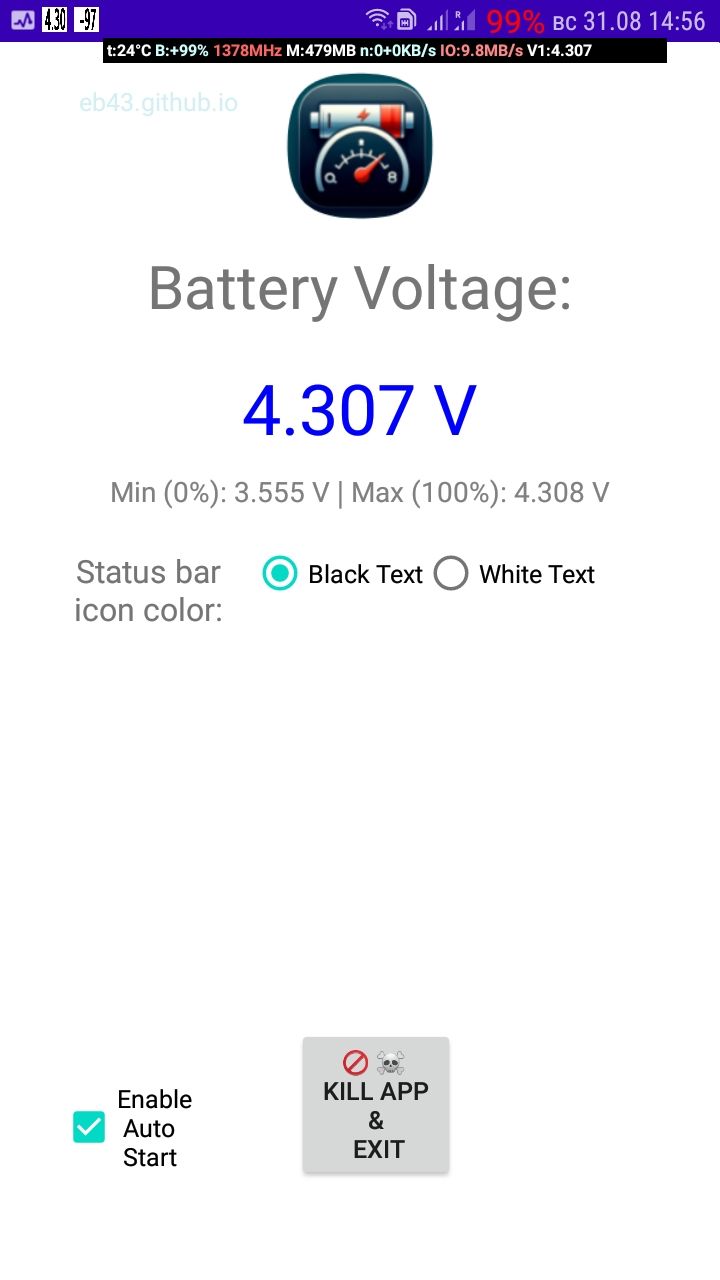 4.30 -97 99% вс 31.08 14:56
t:24°C B:+99% 1378MHz M:479MB n:0+0KB/s IO:9.8MB/s V1:4.307
eb43.github.io
Battery Voltage:
4.307 V
Min (0%): 3.555 V | Max (100%): 4.308 V
Status bar
icon color:
Black Text
White Text
Enable
Auto
Start
KILL APP
&
EXIT